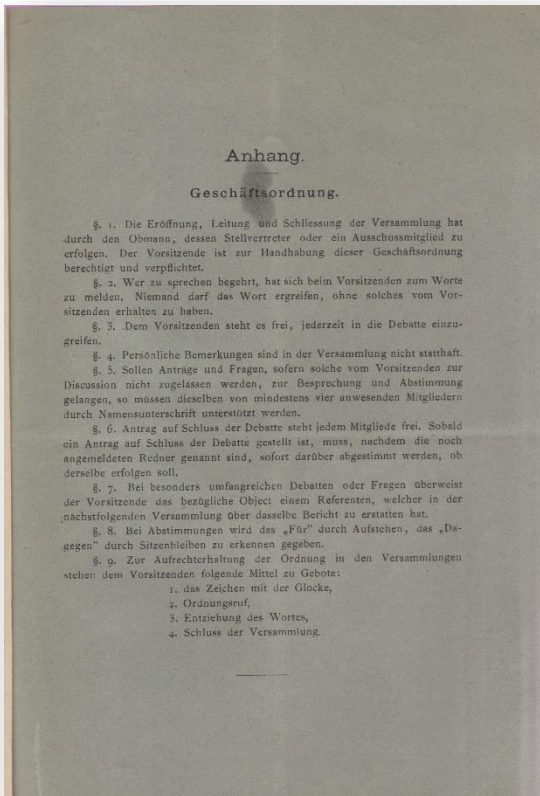 Anhang.
Geschäftsordnung.
§. 1. Die Eröffnung, Leitung und Schliessung der Versammlung hat
durch den Obmann, dessen Stellvertreter oder ein Ausschussmitglied zu
erfolgen. Der Vorsitzende ist zur Handhabung dieser Geschäftsordnung
berechtigt und verpflichtet.
§. 2. Wer zu sprechen begehrt, hat sich beim Vorsitzenden zum Worte
zu melden. Niemand darf das Wort ergreifen, ohne solches vom Vor-
sitzenden erhalten zu haben.
§. 3. Dem Vorsitzenden steht es frei, jederzeit in die Debatte einzu-
greifen.
§. 4. Persönliche Bemerkungen sind in der Versammlung nicht statthaft.
§. 5. Sollen Anträge und Fragen, sofern solche vom Vorsitzenden zur
Discussion nicht zugelassen werden, zur Besprechung und Abstimmung
gelangen, so müssen dieselben von mindestens vier anwesenden Mitgliedern
durch Namensunterschrift unterstützt werden.
§. 6. Antrag auf Schluss der Debatte steht jedem Mitgliede frei. Sobald
ein Antrag auf Schluss der Debatte gestellt ist, muss, nachdem die noch
angemeldeten Redner genannt sind, sofort darüber abgestimmt werden, ob
derselbe erfolgen soll.
§. 7. Bei besonders umfangreichen Debatten oder Fragen überweist
der Vorsitzende das bezügliche Object einem Referenten, welcher in der
nächstfolgenden Versammlung über dasselbe Bericht zu erstatten hat.
§. 8. Bei Abstimmungen wird das „Für" durch Aufstehen, das „Da-
gegen" durch Sitzenbleiben zu erkennen gegeben.
§. 9. Zur Aufrechterhaltung der Ordnung in den Versammlungen
stehen dem Vorsitzenden folgende Mittel zu Gebote:
1. das Zeichen mit der Glocke,
2. Ordnungsruf,
3. Entziehung des Wortes,
4. Schluss der Versammlung.